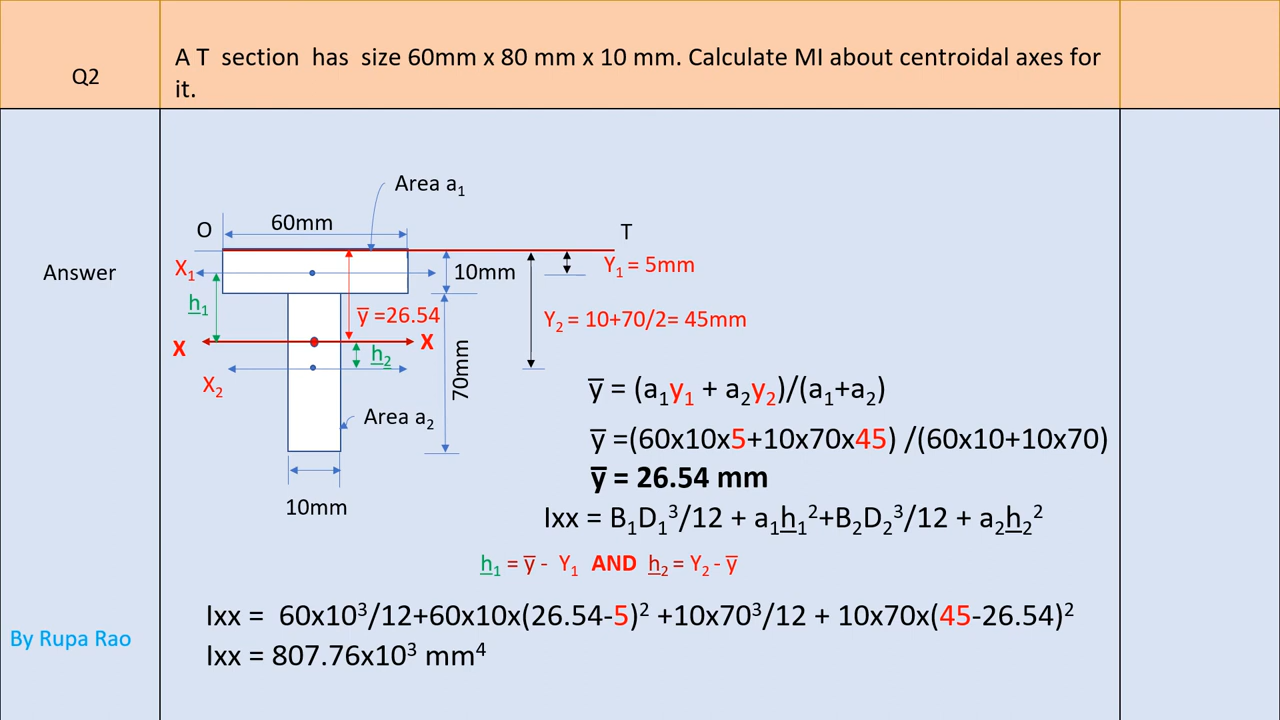 Q2
A T section has size 60mm x 80 mm x 10 mm. Calculate MI about centroidal axes for
it.
Answer
Area a₁
O
60mm
T
X₁
10mm
Y₁ = 5mm
h₁
y̅ =26.54
Y₂ = 10+70/2= 45mm
X
X
h₂
70mm
X₂
Area a₂
10mm
y̅ = (a₁y₁ + a₂y₂)/(a₁+a₂)
y̅ =(60x10x5+10x70x45) /(60x10+10x70)
y̅ = 26.54 mm
Ixx = B₁D₁³/12 + a₁h₁²+B₂D₂³/12 + a₂h₂²
h₁ = y̅ - Y₁ AND h₂ = Y₂ - y̅
Ixx = 60x10³/12+60x10x(26.54-5)² +10x70³/12 + 10x70x(45-26.54)²
Ixx = 807.76x10³ mm⁴
By Rupa Rao